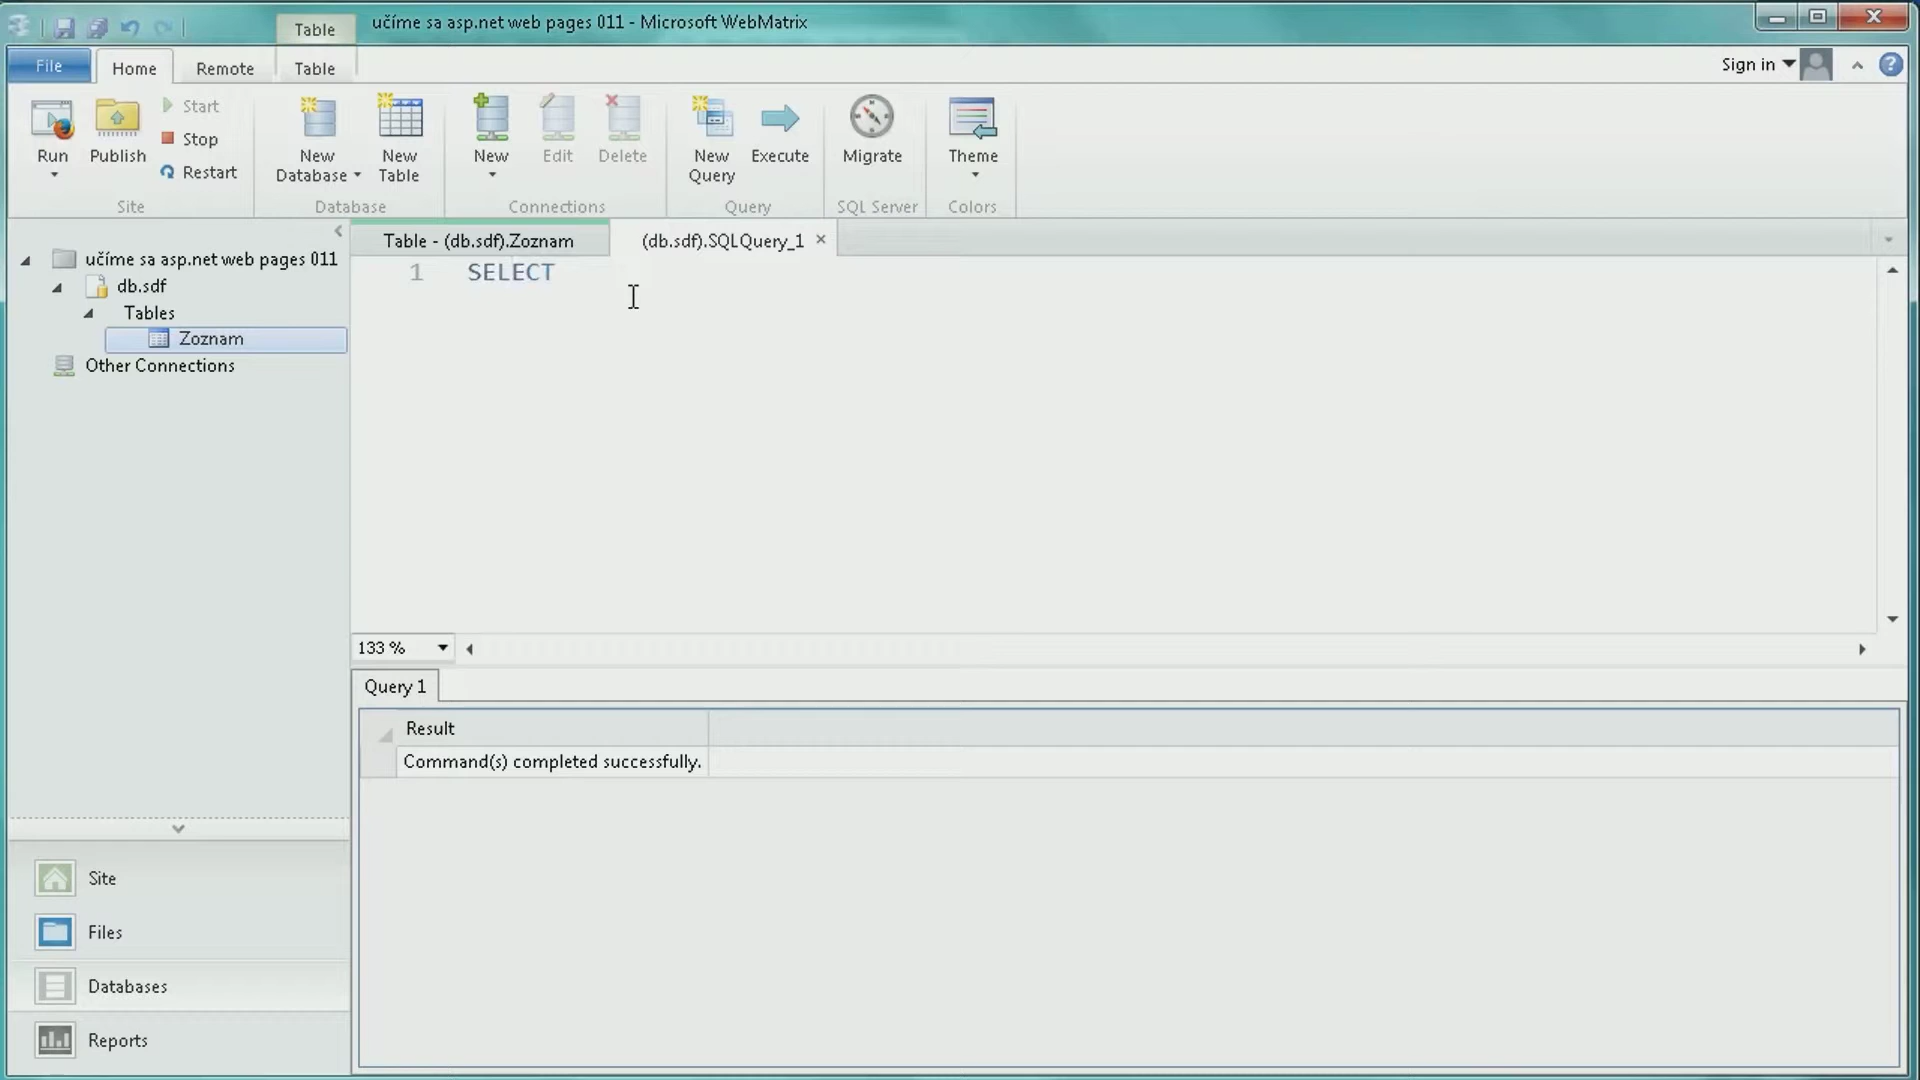 Table
učíme sa asp.net web pages 011 - Microsoft WebMatrix
File
Home
Remote
Table
Sign in
Run
Publish
Start
Stop
Restart
Site
New Database
New Table
Database
New
Edit
Delete
Connections
New Query
Execute
Query
Migrate
SQL Server
Theme
Colors
učíme sa asp.net web pages 011
db.sdf
Tables
Zoznam
Other Connections
Table - (db.sdf).Zoznam
(db.sdf).SQLQuery_1
1 SELECT
133 %
Query 1
Result
Command(s) completed successfully.
Site
Files
Databases
Reports